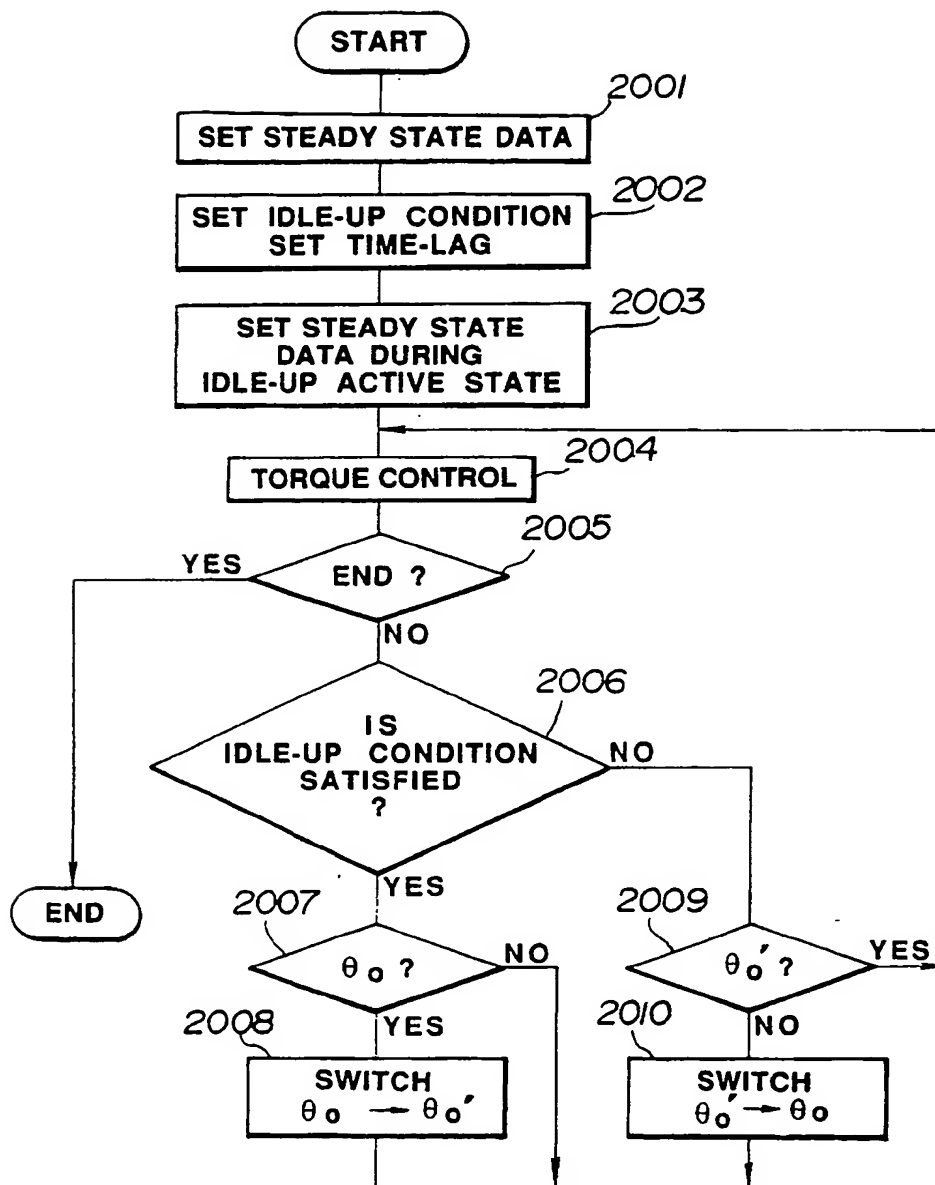 START
2001
SET STEADY STATE DATA
2002
SET IDLE-UP CONDITION
SET TIME-LAG
2003
SET STEADY STATE
DATA DURING
IDLE-UP ACTIVE STATE
2004
TORQUE CONTROL
2005
YES
END ?
NO
2006
IS
IDLE-UP CONDITION
SATISFIED
?
NO
YES
END
2007
θo ?
NO
YES
2009
θo' ?
YES
NO
2008
SWITCH
θo → θo'
2010
SWITCH
θo' → θo